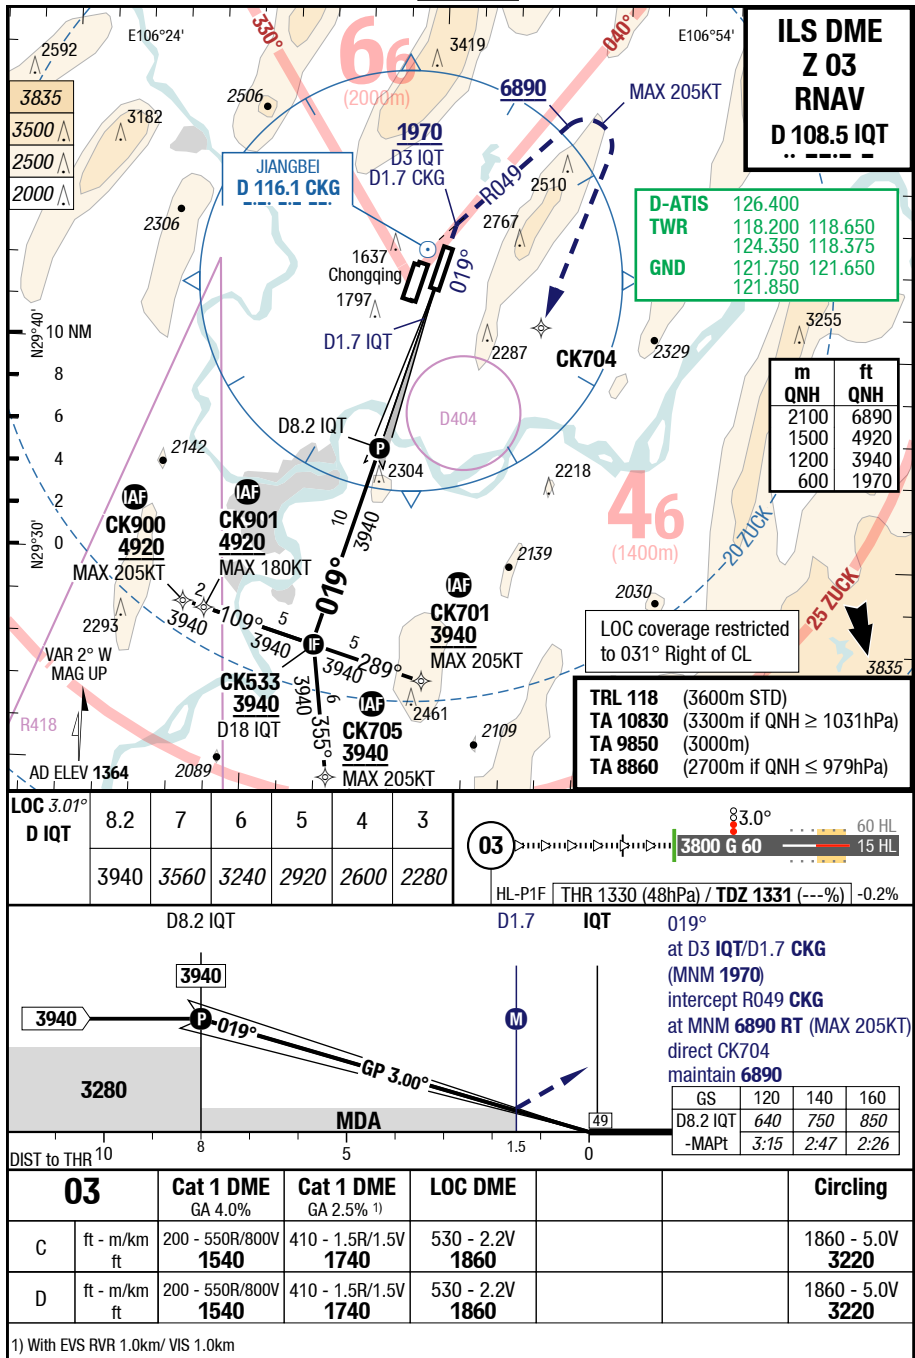 ILS DME
Z 03
RNAV
D 108.5 IQT
E106°24'
E106°54'
330°
040°
2592
3835
3500
2500
2000
3182
2506
3419
66
(2000m)
6890
MAX 205KT
1970
D3 IQT
D1.7 CKG
JIANGBEI
D 116.1 CKG
R049
2510
2306
2767
1637
Chongqing
1797
019°
D1.7 IQT
D-ATIS 126.400
TWR 118.200 118.650
124.350 118.375
GND 121.750 121.650
121.850
N29°40'
10 NM
8
6
4
2
0
N29°30'
2287
CK704
2329
3255
m ft
QNH QNH
2100 6890
1500 4920
1200 3940
600 1970
D404
D8.2 IQT
2304
2142
2218
46
(1400m)
20 ZUCK
25 ZUCK
IAF
CK900
4920
MAX 205KT
IAF
CK901
4920
MAX 180KT
10
3940
019°
2139
2030
IAF
CK701
3940
MAX 205KT
2
3940
109°
5
3940
IF
5
3940
289°
2293
VAR 2° W
MAG UP
LOC coverage restricted
to 031° Right of CL
3835
CK533
3940
D18 IQT
3940
6
355°
IAF
CK705
3940
MAX 205KT
2461
2109
2089
R418
AD ELEV 1364
TRL 118 (3600m STD)
TA 10830 (3300m if QNH ≥ 1031hPa)
TA 9850 (3000m)
TA 8860 (2700m if QNH ≤ 979hPa)
LOC 3.01°
D IQT
8.2 7 6 5 4 3
3940 3560 3240 2920 2600 2280
03
3.0°
3800 G 60
60 HL
15 HL
HL-P1F THR 1330 (48hPa) / TDZ 1331 (---%) -0.2%
D8.2 IQT
D1.7
IQT
3940
3940
P
019°
GP 3.00°
M
3280
MDA
49
DIST to THR 10 8 5 1.5 0
019°
at D3 IQT/D1.7 CKG
(MNM 1970)
intercept R049 CKG
at MNM 6890 RT (MAX 205KT)
direct CK704
maintain 6890
GS 120 140 160
D8.2 IQT 640 750 850
-MAPt 3:15 2:47 2:26
03 Cat 1 DME Cat 1 DME LOC DME Circling
GA 4.0% GA 2.5% 1)
C ft - m/km 200 - 550R/800V 410 - 1.5R/1.5V 530 - 2.2V 1860 - 5.0V
ft 1540 1740 1860 3220
D ft - m/km 200 - 550R/800V 410 - 1.5R/1.5V 530 - 2.2V 1860 - 5.0V
ft 1540 1740 1860 3220
1) With EVS RVR 1.0km/ VIS 1.0km